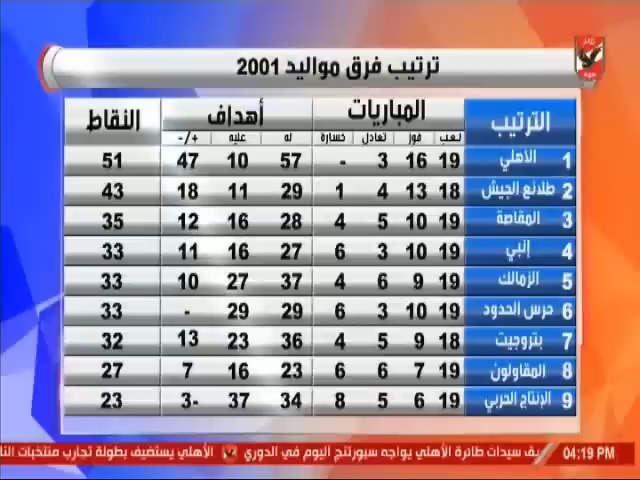 ترتيب فرق مواليد 2001
الترتيب المباريات أهداف النقاط
لعب فوز تعادل خسارة له عليه +/-
1 الأهلي 19 16 3 - 57 10 47 51
2 طلائع الجيش 18 13 4 1 29 11 18 43
3 المقاصة 19 10 5 4 28 16 12 35
4 إنبي 19 10 3 6 27 16 11 33
5 الزمالك 19 9 6 4 37 27 10 33
6 حرس الحدود 19 10 3 6 29 29 - 33
7 بتروجيت 18 9 5 4 36 23 13 32
8 المقاولون 19 7 6 6 23 16 7 27
9 الإنتاج الحربي 19 6 5 8 34 37 3- 23
04:19 PM يف سيدات طائرة الأهلي يواجه سبورتنج اليوم في الدوري الأهلي يستضيف بطولة تجارب منتخبات